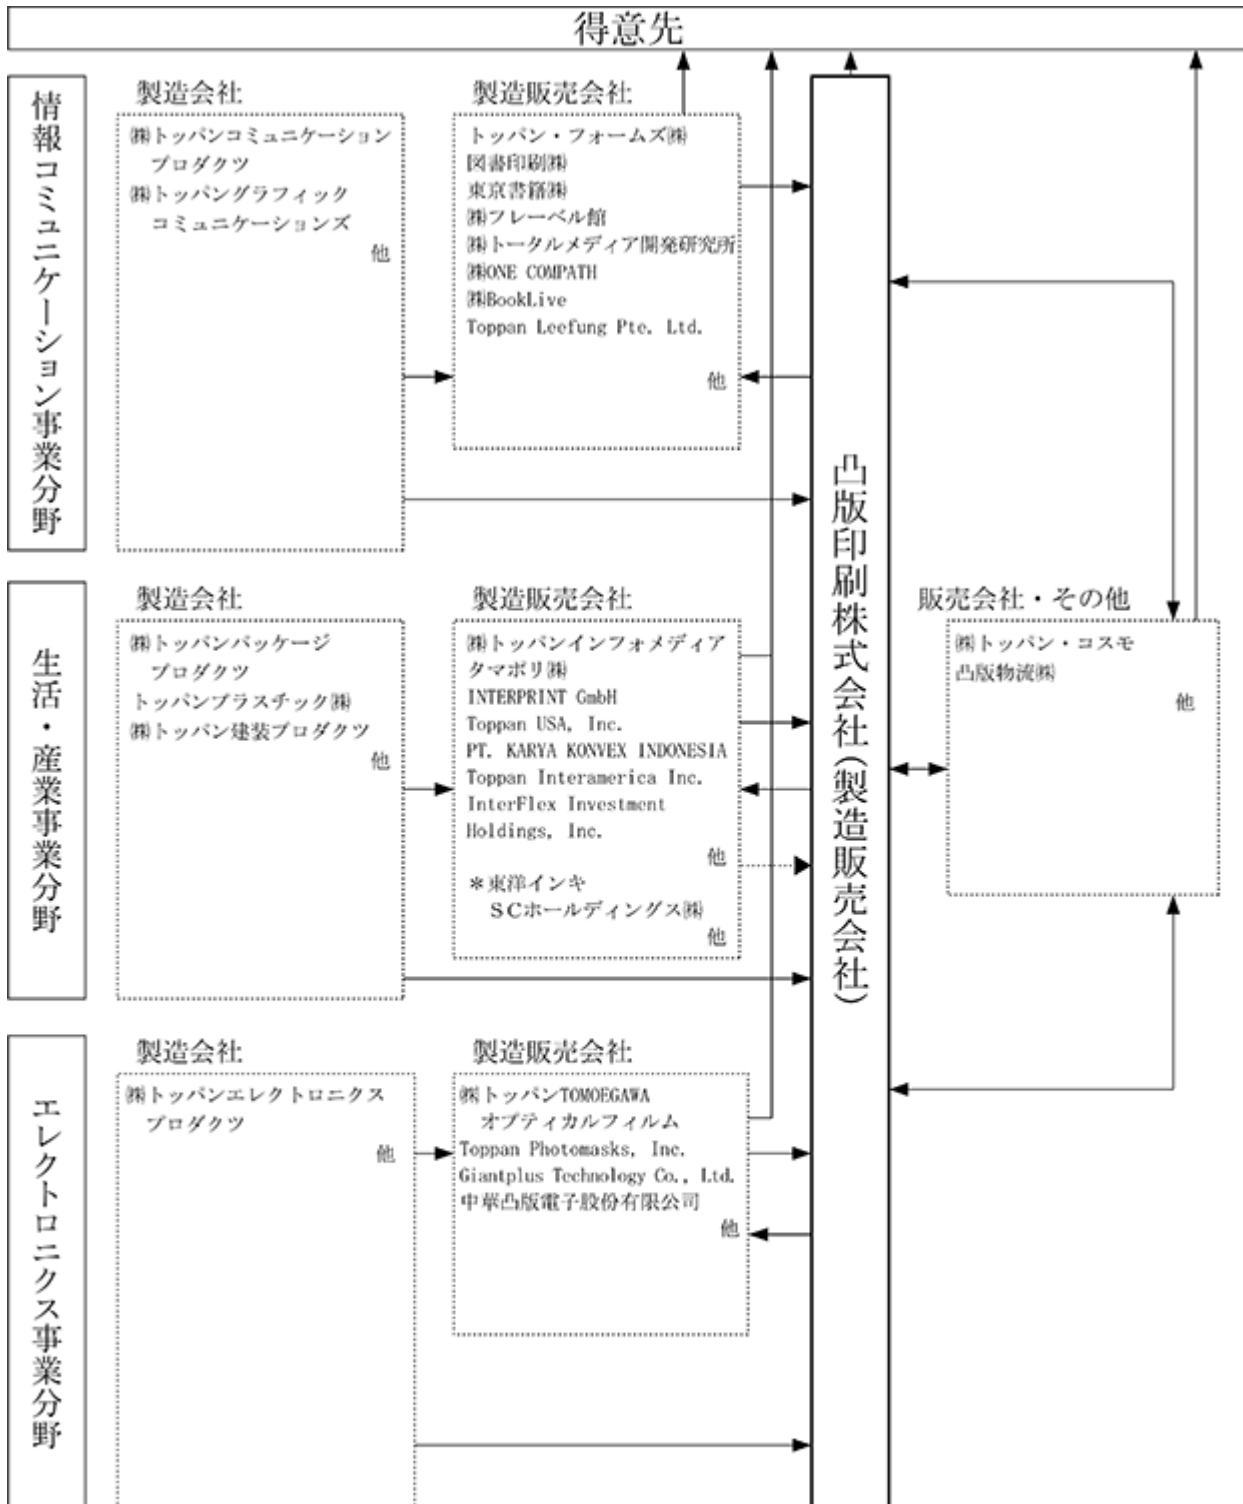 得意先
情報コミュニケーション事業分野
製造会社
㈱トッパンコミュニケーション
プロダクツ
㈱トッパングラフィック
コミュニケーションズ
他
製造販売会社
トッパン・フォームズ㈱
図書印刷㈱
東京書籍㈱
㈱フレーベル館
㈱トータルメディア開発研究所
㈱ONE COMPATH
㈱BookLive
Toppan Leefung Pte. Ltd.
他
生活・産業事業分野
製造会社
㈱トッパンパッケージ
プロダクツ
トッパンプラスチック㈱
㈱トッパン建装プロダクツ
他
製造販売会社
㈱トッパンインフォメディア
タマポリ㈱
INTERPRINT GmbH
Toppan USA, Inc.
PT. KARYA KONVEX INDONESIA
Toppan Interamerica Inc.
InterFlex Investment
Holdings, Inc.
他
＊東洋インキ
ＳＣホールディングス㈱
他
エレクトロニクス事業分野
製造会社
㈱トッパンエレクトロニクス
プロダクツ
他
製造販売会社
㈱トッパンTOMOEGAWA
オプティカルフィルム
Toppan Photomasks, Inc.
Giantplus Technology Co., Ltd.
中華凸版電子股份有限公司
他
凸版印刷株式会社(製造販売会社)
販売会社・その他
㈱トッパン・コスモ
凸版物流㈱
他